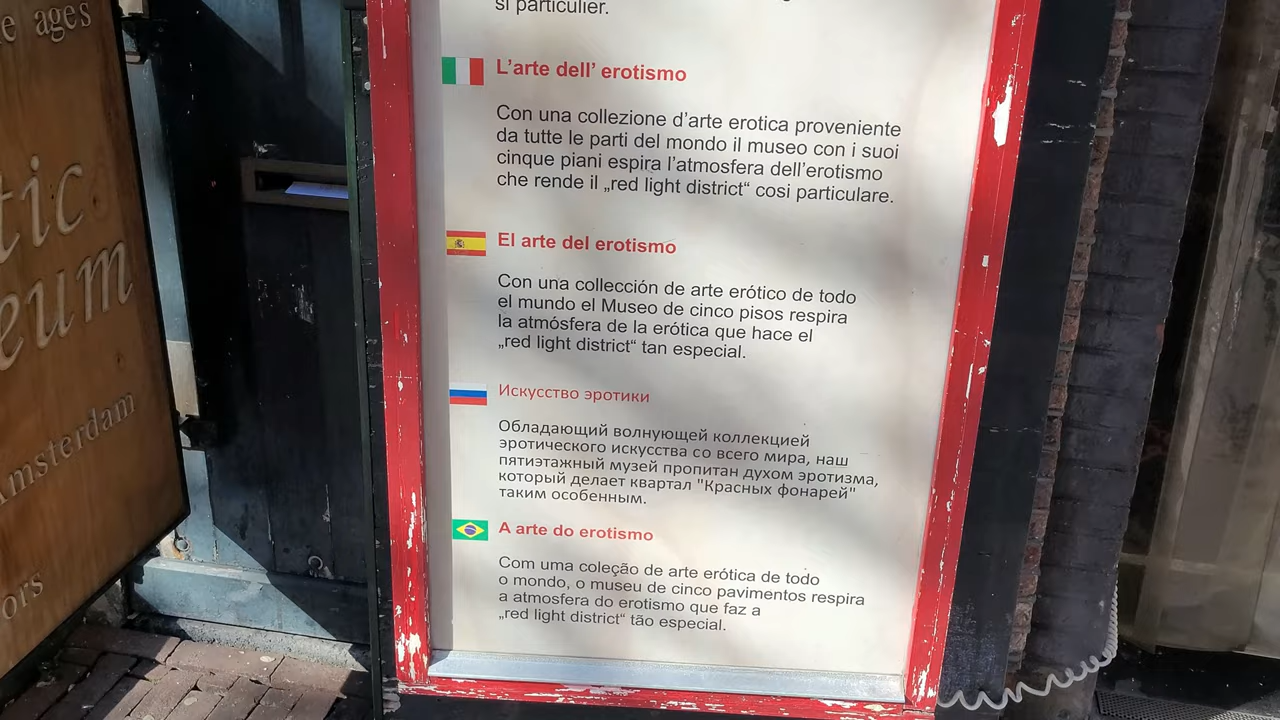 e ages
tic
eum
Amsterdam
ors
si particulier.
L'arte dell' erotismo
Con una collezione d'arte erotica proveniente
da tutte le parti del mondo il museo con i suoi
cinque piani espira l'atmosfera dell'erotismo
che rende il „red light district“ cosi particulare.
El arte del erotismo
Con una collección de arte erótico de todo
el mundo el Museo de cinco pisos respira
la atmósfera de la erótica que hace el
„red light district“ tan especial.
Искусство эротики
Обладающий волнующей коллекцией
эротического искусства со всего мира, наш
пятиэтажный музей пропитан духом эротизма,
который делает квартал "Красных фонарей"
таким особенным.
A arte do erotismo
Com uma coleção de arte erótica de todo
o mundo, o museu de cinco pavimentos respira
a atmosfera do erotismo que faz a
„red light district“ tão especial.